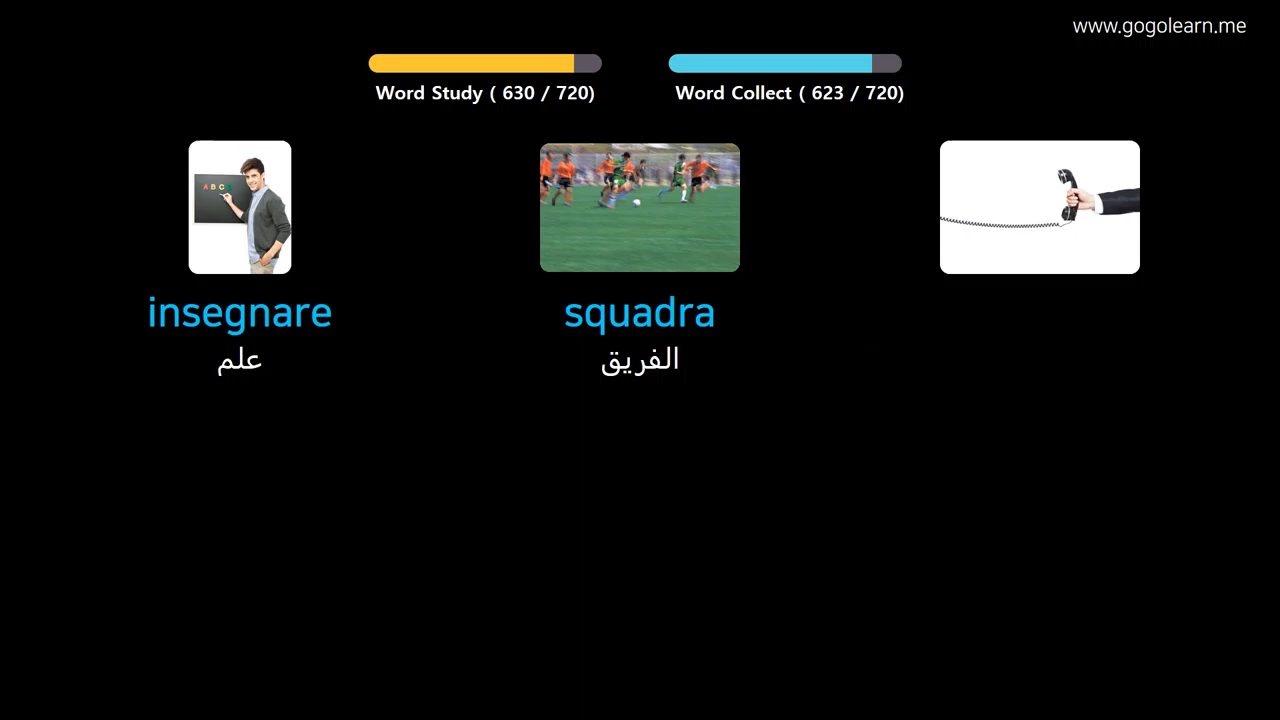 www.gogolearn.me
Word Study ( 630 / 720)
Word Collect ( 623 / 720)
A B C
insegnare
squadra
علم
الفريق